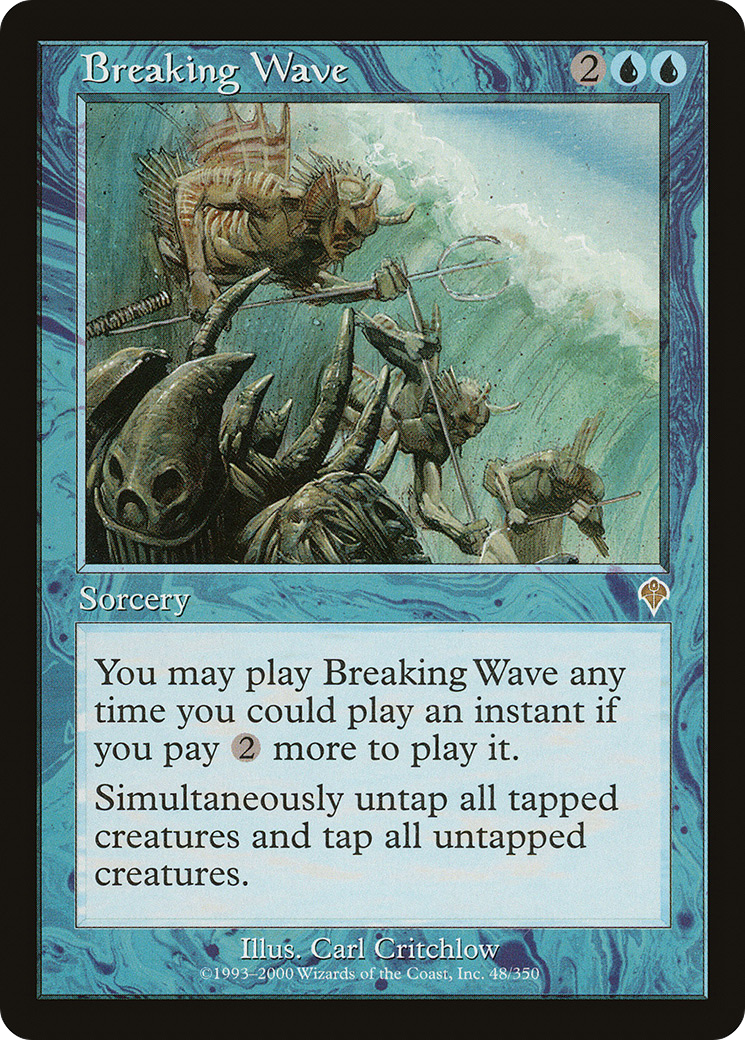 Breaking Wave 2
Sorcery
You may play Breaking Wave any
time you could play an instant if
you pay 2 more to play it.
Simultaneously untap all tapped
creatures and tap all untapped
creatures.
Illus. Carl Critchlow
©1993–2000 Wizards of the Coast, Inc. 48/350